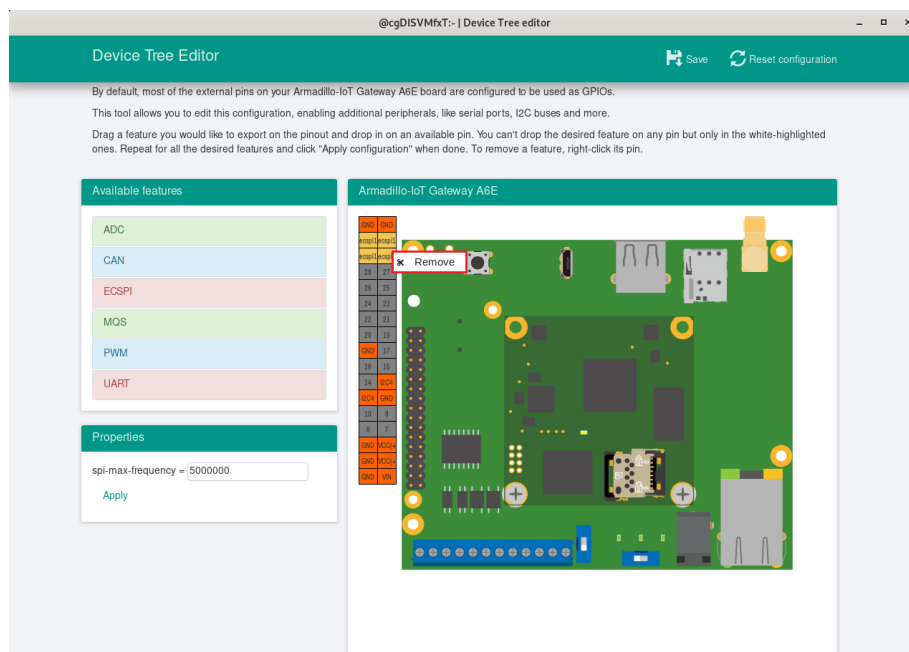 @cgDISVMfxT:- | Device Tree editor
Device Tree Editor
Save
Reset configuration
By default, most of the external pins on your Armadillo-IoT Gateway A6E board are configured to be used as GPIOs.
This tool allows you to edit this configuration, enabling additional peripherals, like serial ports, I2C buses and more.
Drag a feature you would like to export on the pinout and drop in on an available pin. You can't drop the desired feature on any pin but only in the white-highlighted
ones. Repeat for all the desired features and click "Apply configuration" when done. To remove a feature, right-click its pin.
Available features
ADC
CAN
ECSPI
MQS
PWM
UART
Properties
spi-max-frequency = 5000000
Apply
Armadillo-IoT Gateway A6E
GND GND
ecspi1 ecspi1
ecspi1 ecspi
Remove
28 27
26 25
24 23
22 21
20 19
GND 17
16 15
14 I2C4
I2C4 GND
10 9
8 7
GND VCC(+
GND VCC(+
GND VIN